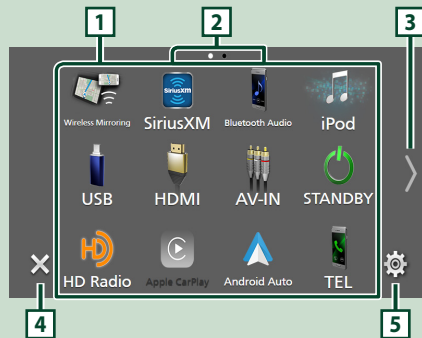 1 2 3
SiriusXM
Wireless Mirroring SiriusXM Bluetooth Audio iPod
USB HDMI AV-IN STANDBY
HD
HD Radio Apple CarPlay Android Auto TEL
4 5